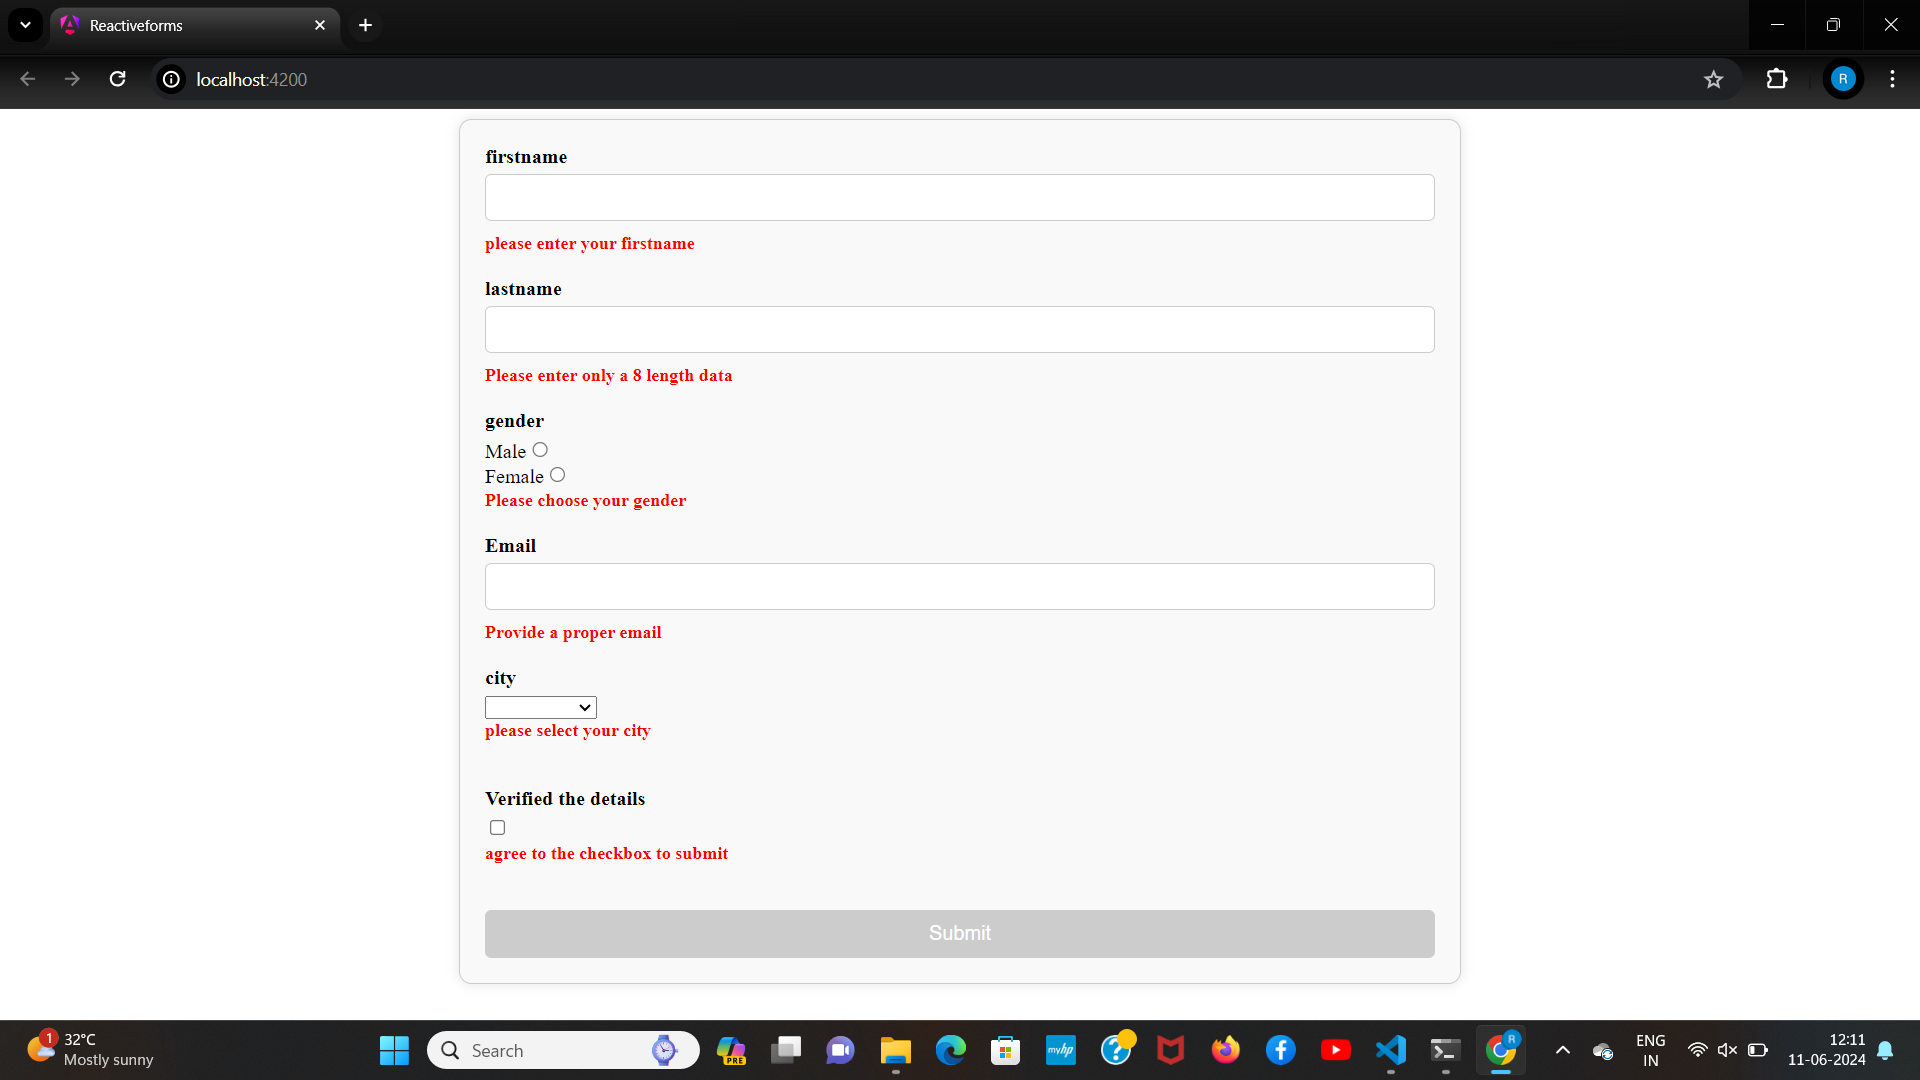 Reactiveforms
localhost:4200
R
firstname
please enter your firstname
lastname
Please enter only a 8 length data
gender
Male
Female
Please choose your gender
Email
Provide a proper email
city
please select your city
Verified the details
agree to the checkbox to submit
Submit
1
32°C
Mostly sunny
Search
PRE
myhp
R
ENG
IN
12:11
11-06-2024